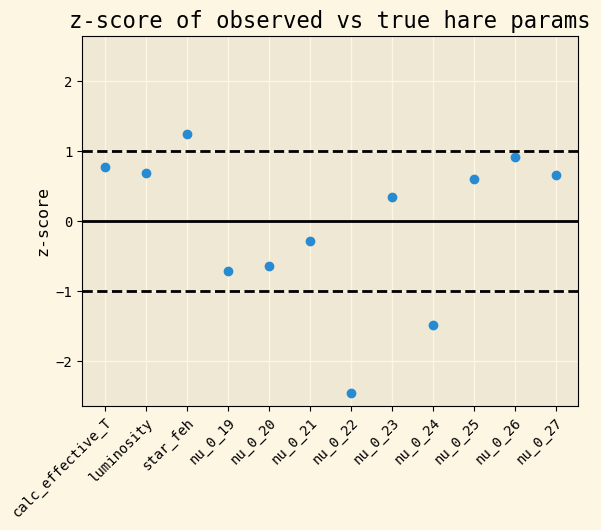 z-score of observed vs true hare params
z-score
2
1
0
−1
−2
calc_effective_T
luminosity
star_feh
nu_0_19
nu_0_20
nu_0_21
nu_0_22
nu_0_23
nu_0_24
nu_0_25
nu_0_26
nu_0_27